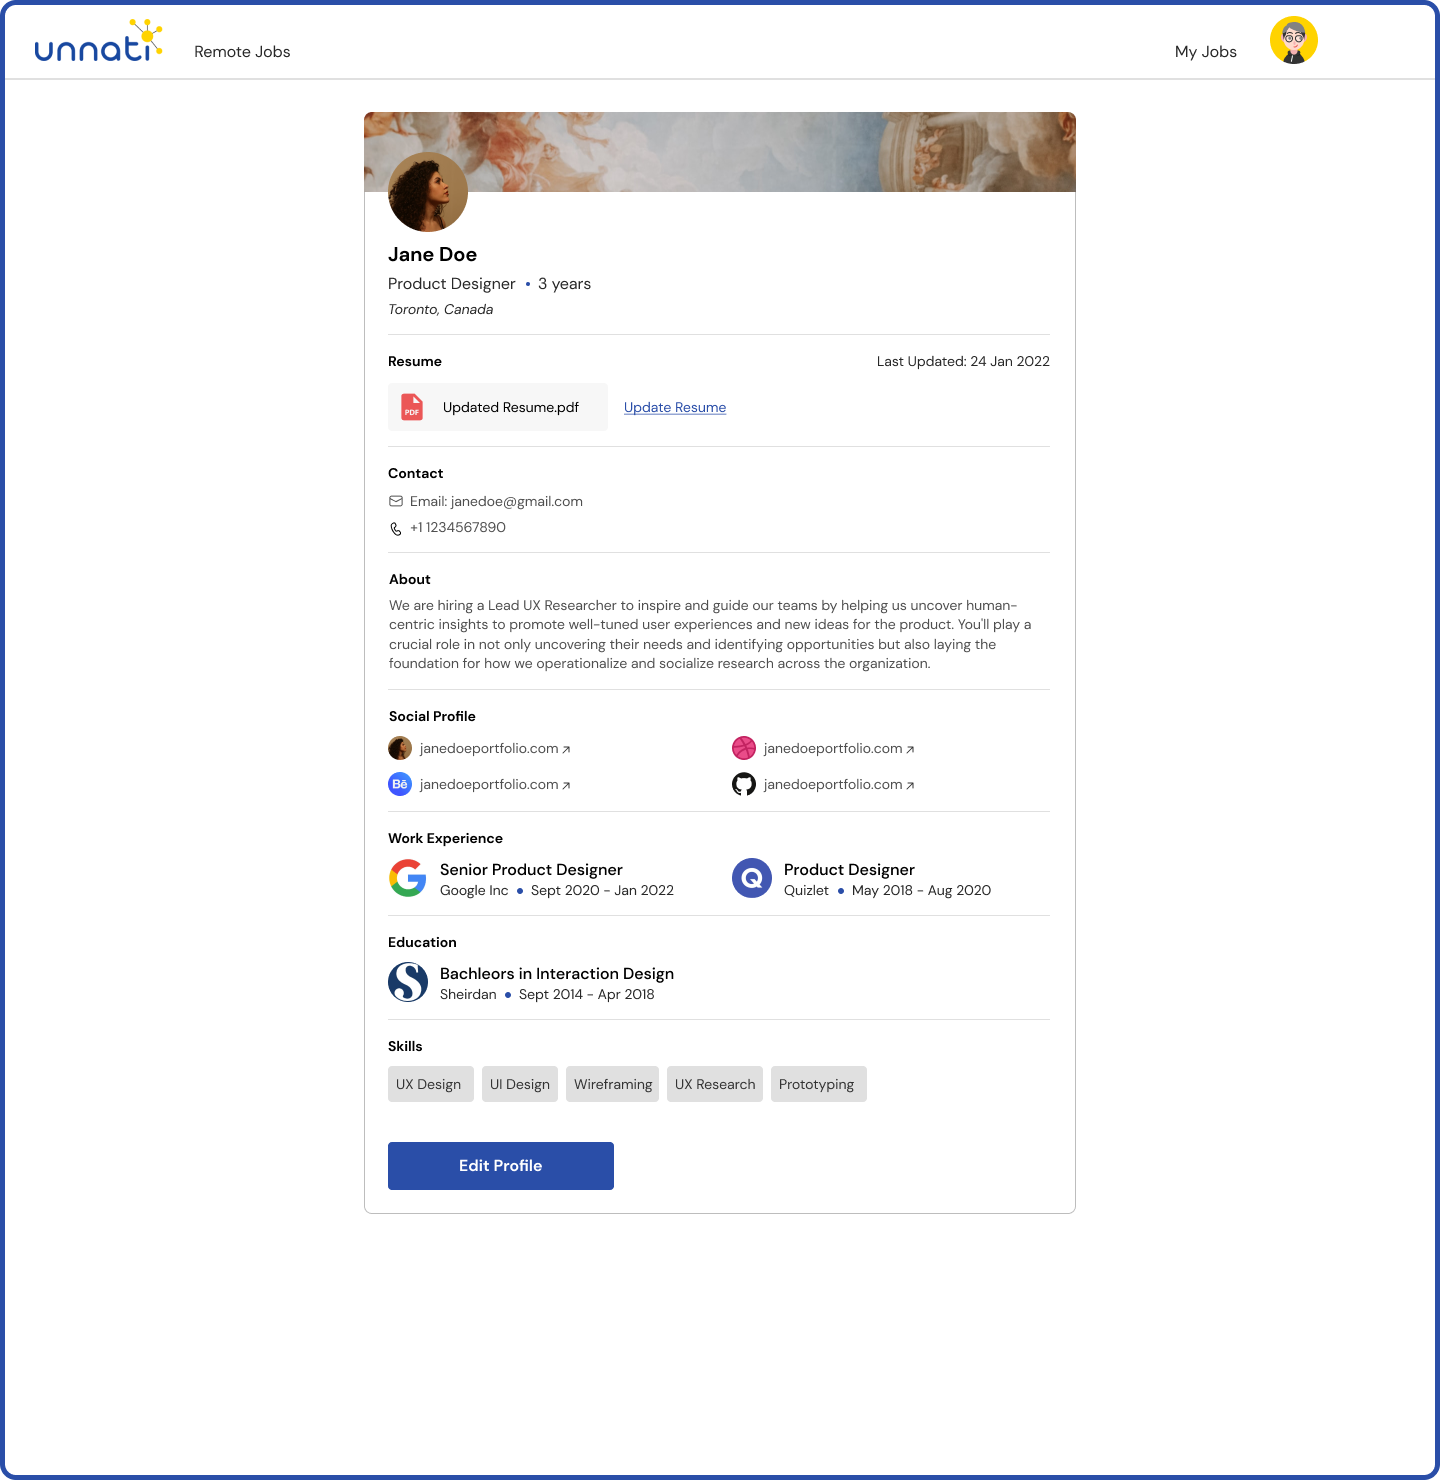 unnati
Remote Jobs
My Jobs
Jane Doe
Product Designer • 3 years
Toronto, Canada
Resume
Last Updated: 24 Jan 2022
PDF
Updated Resume.pdf
Update Resume
Contact
Email: janedoe@gmail.com
+1 1234567890
About
We are hiring a Lead UX Researcher to inspire and guide our teams by helping us uncover human-
centric insights to promote well-tuned user experiences and new ideas for the product. You'll play a
crucial role in not only uncovering their needs and identifying opportunities but also laying the
foundation for how we operationalize and socialize research across the organization.
Social Profile
janedoeportfolio.com ↗
janedoeportfolio.com ↗
Bē janedoeportfolio.com ↗
janedoeportfolio.com ↗
Work Experience
G
Senior Product Designer
Google Inc • Sept 2020 - Jan 2022
Q
Product Designer
Quizlet • May 2018 - Aug 2020
Education
S
Bachleors in Interaction Design
Sheirdan • Sept 2014 - Apr 2018
Skills
UX Design
UI Design
Wireframing
UX Research
Prototyping
Edit Profile